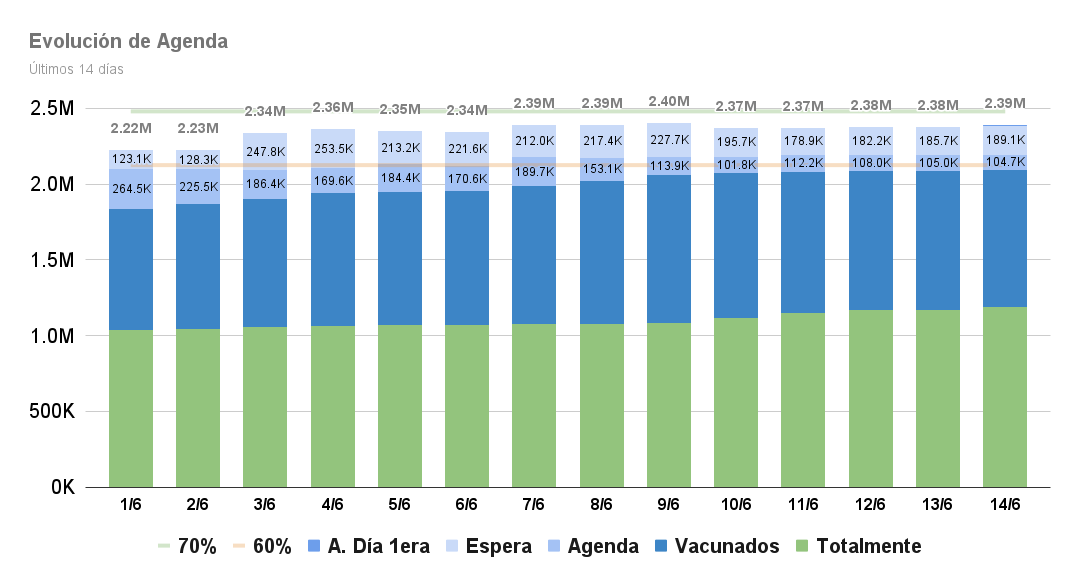 Evolución de Agenda
Últimos 14 días
2.5M
2.0M
1.5M
1.0M
500K
0K
2.22M 2.23M 2.34M 2.36M 2.35M 2.34M 2.39M 2.39M 2.40M 2.37M 2.37M 2.38M 2.38M 2.39M
123.1K 128.3K 247.8K 253.5K 213.2K 221.6K 212.0K 217.4K 227.7K 195.7K 178.9K 182.2K 185.7K 189.1K
264.5K 225.5K 186.4K 169.6K 184.4K 170.6K 189.7K 153.1K 113.9K 101.8K 112.2K 108.0K 105.0K 104.7K
1/6 2/6 3/6 4/6 5/6 6/6 7/6 8/6 9/6 10/6 11/6 12/6 13/6 14/6
70% 60% A. Día 1era Espera Agenda Vacunados Totalmente